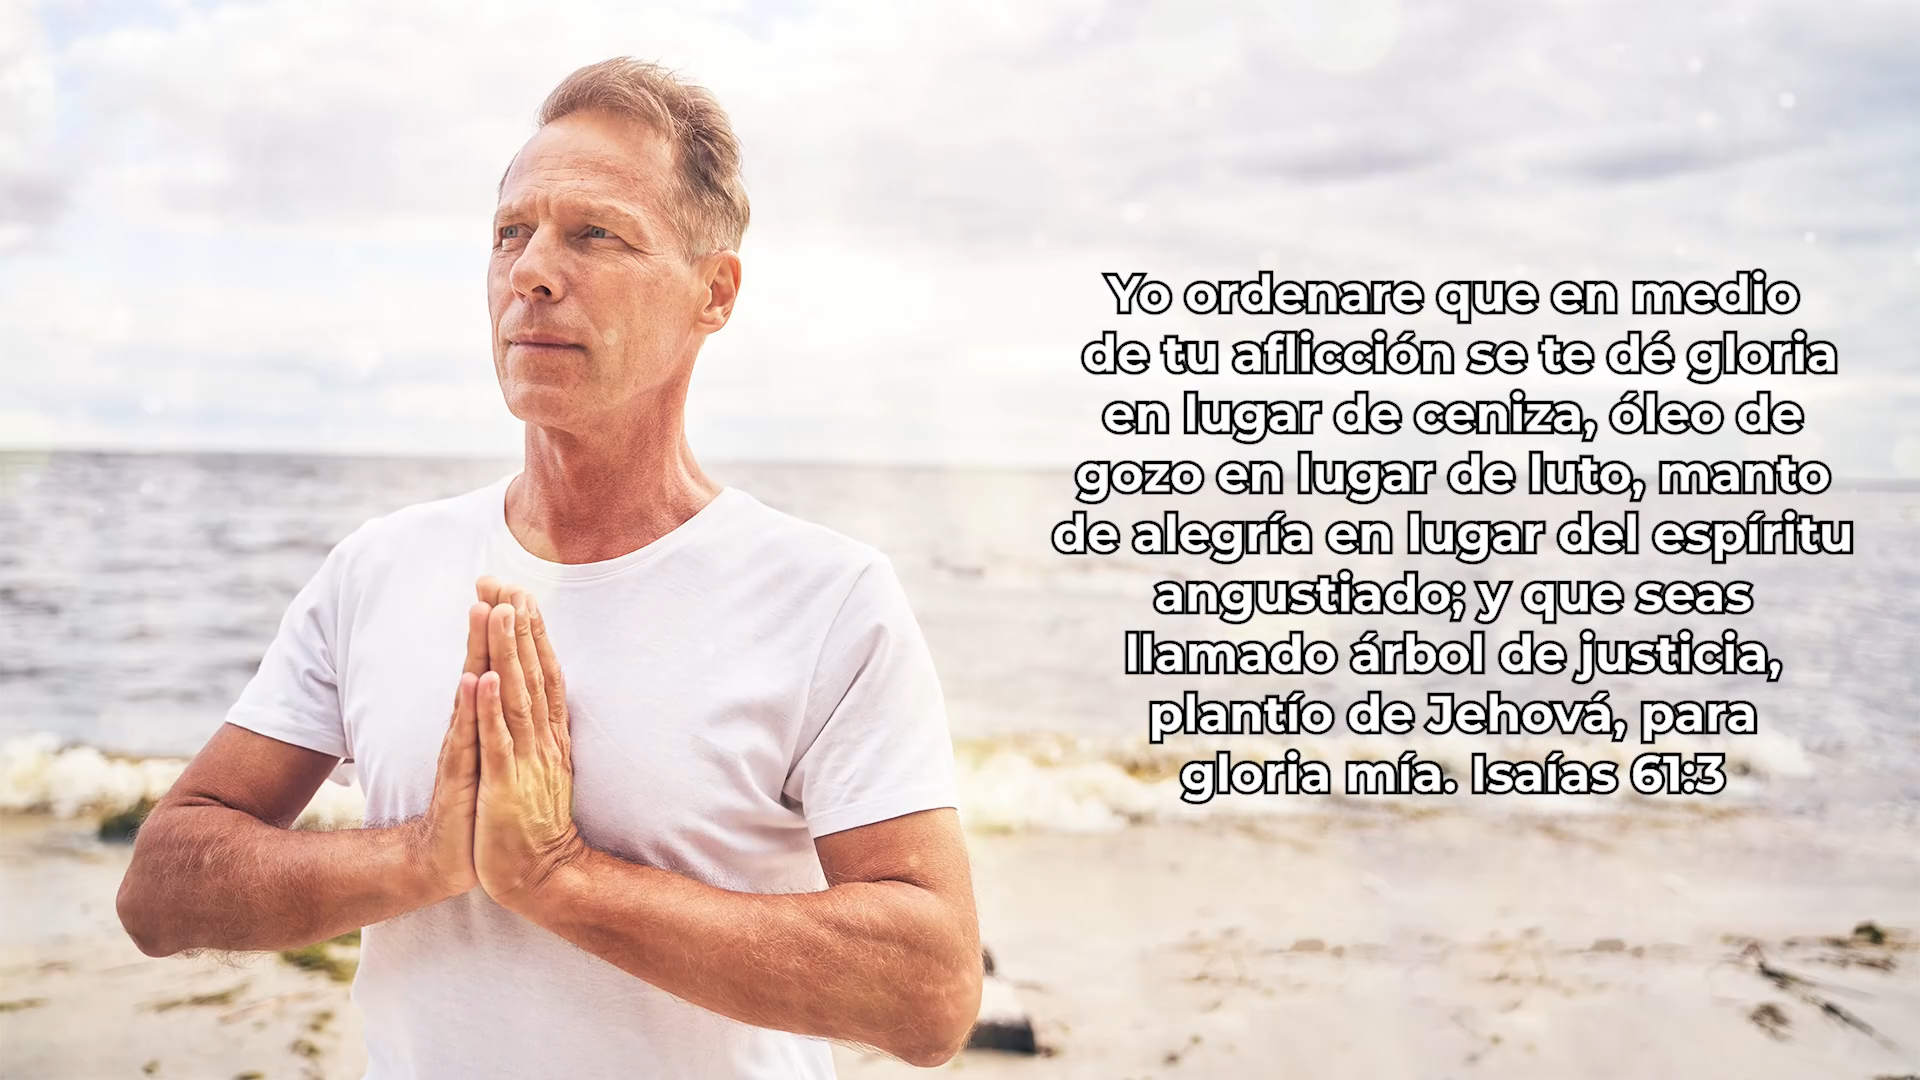 Yo ordenare que en medio
de tu aflicción se te dé gloria
en lugar de ceniza, óleo de
gozo en lugar de luto, manto
de alegría en lugar del espíritu
angustiado; y que seas
llamado árbol de justicia,
plantío de Jehová, para
gloria mía. Isaías 61:3